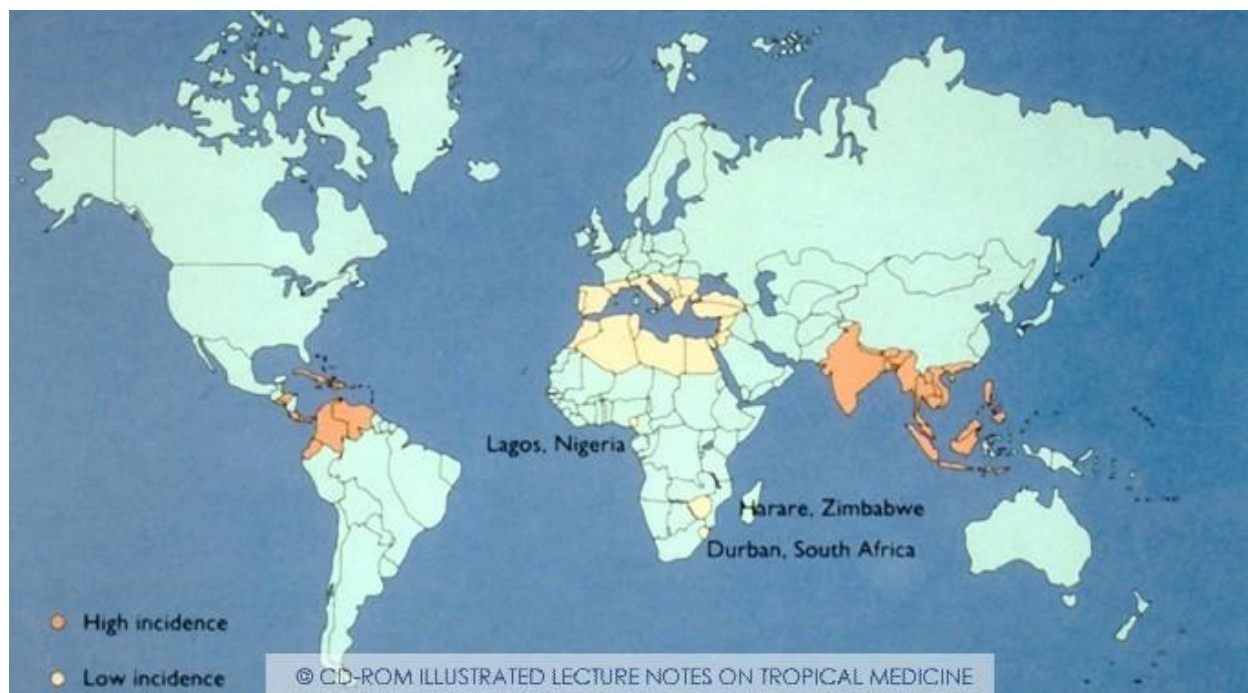 Lagos, Nigeria
Harare, Zimbabwe
Durban, South Africa
High incidence
Low incidence
© CD-ROM ILLUSTRATED LECTURE NOTES ON TROPICAL MEDICINE